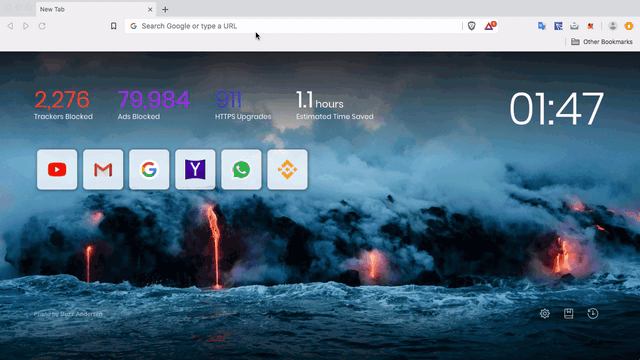 New Tab
Search Google or type a URL
Other Bookmarks
2,276
Trackers Blocked
79,984
Ads Blocked
911
HTTPS Upgrades
1.1 hours
Estimated Time Saved
01:47
Photo by Buzz Andersen